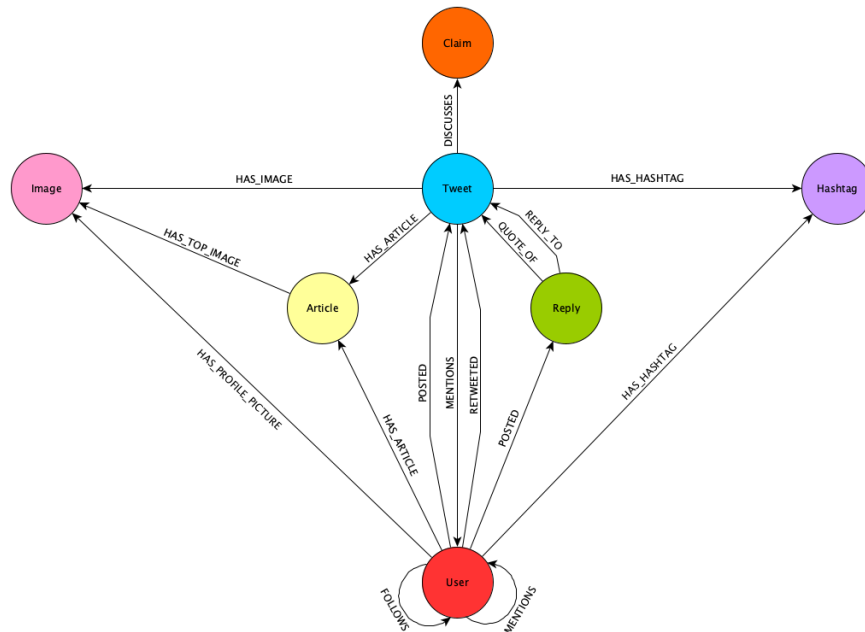 Claim
DISCUSSES
Image
HAS_IMAGE
Tweet
HAS_HASHTAG
Hashtag
HAS_TOP_IMAGE
HAS_ARTICLE
QUOTE_OF
REPLY_TO
Article
Reply
HAS_PROFILE_PICTURE
HAS_ARTICLE
POSTED
MENTIONS
RETWEETED
POSTED
HAS_HASHTAG
User
FOLLOWS
MENTIONS